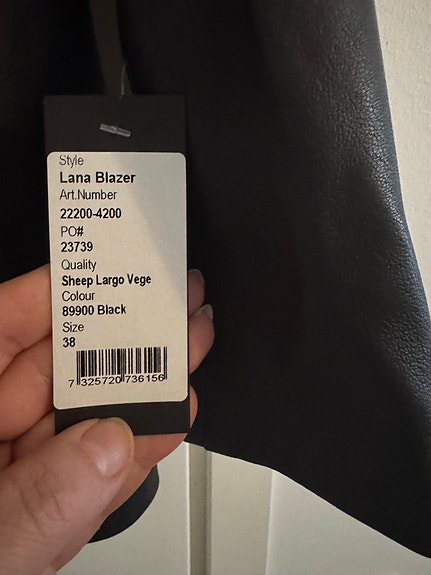 Style
Lana Blazer
Art.Number
22200-4200
PO#
23739
Quality
Sheep Largo Vege
Colour
89900 Black
Size
38
7 325720 736156